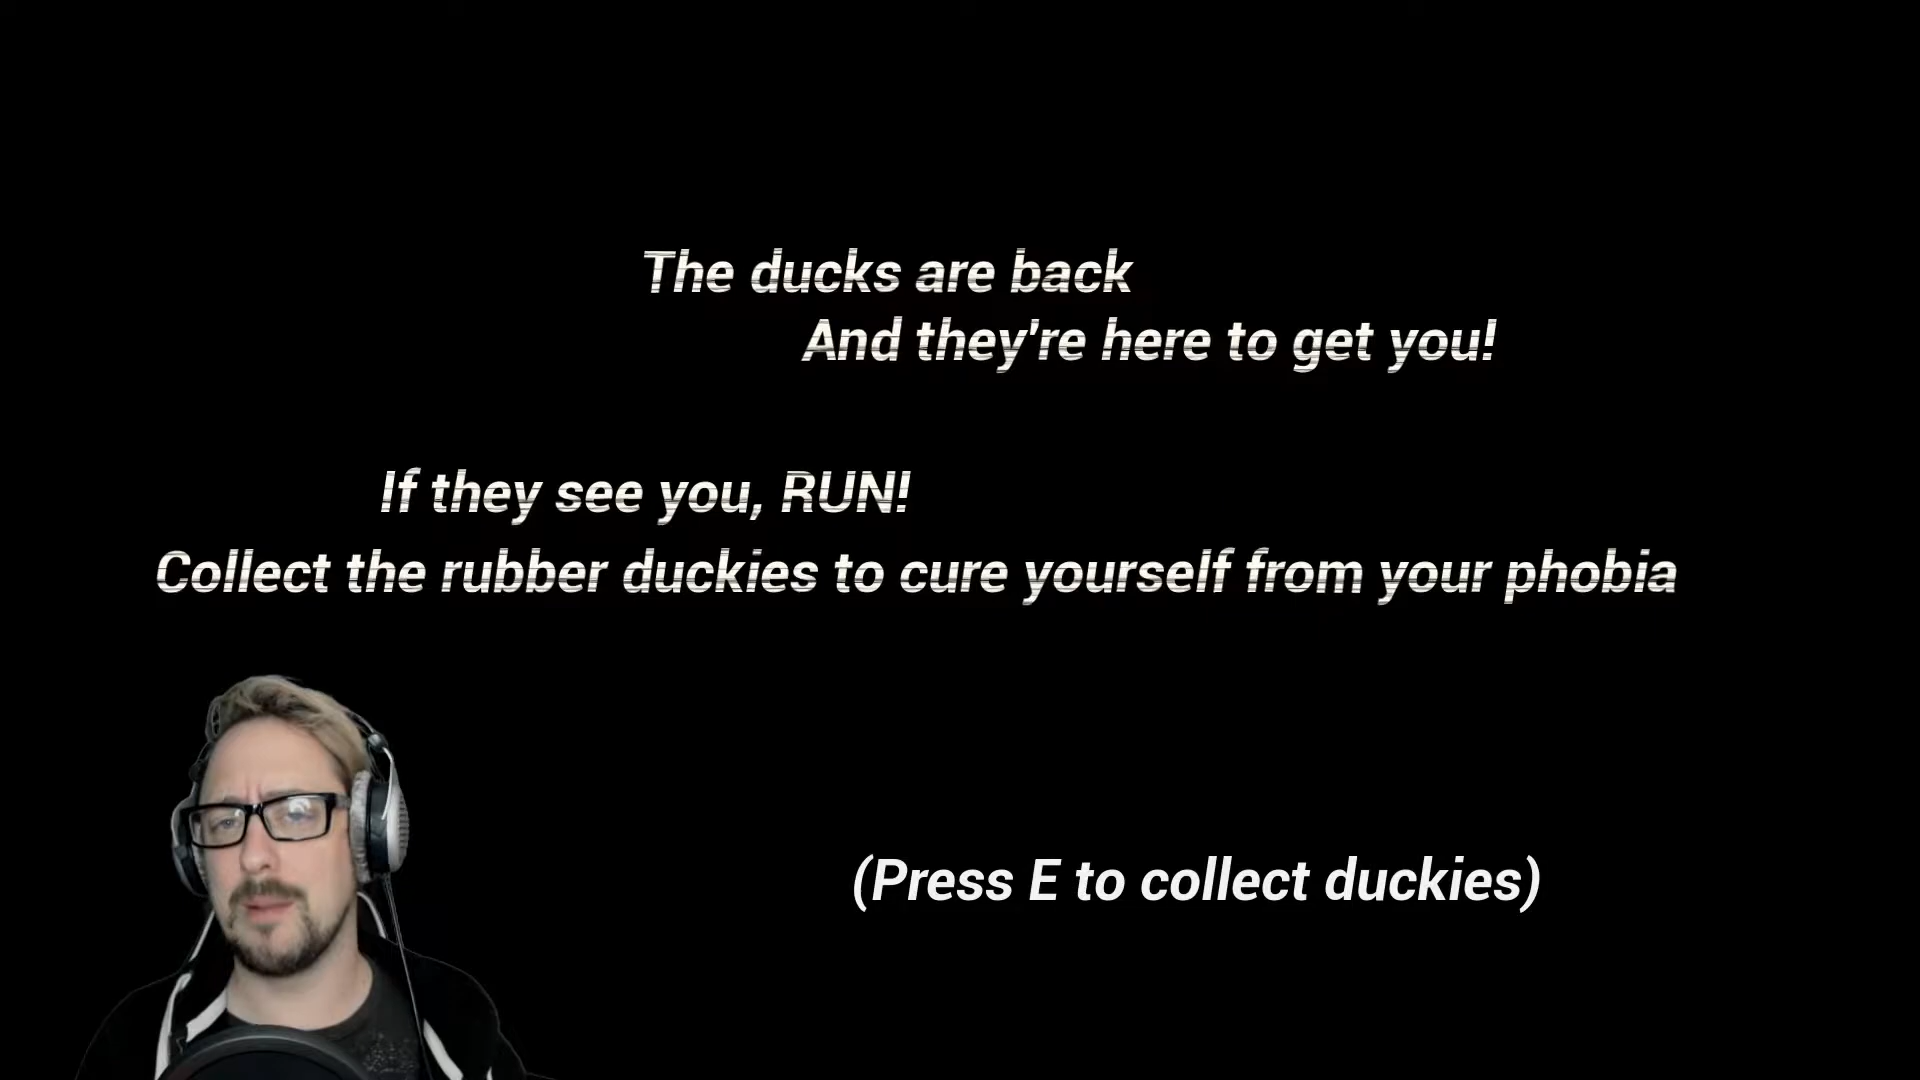 The ducks are back
And they're here to get you!
If they see you, RUN!
Collect the rubber duckies to cure yourself from your phobia
(Press E to collect duckies)